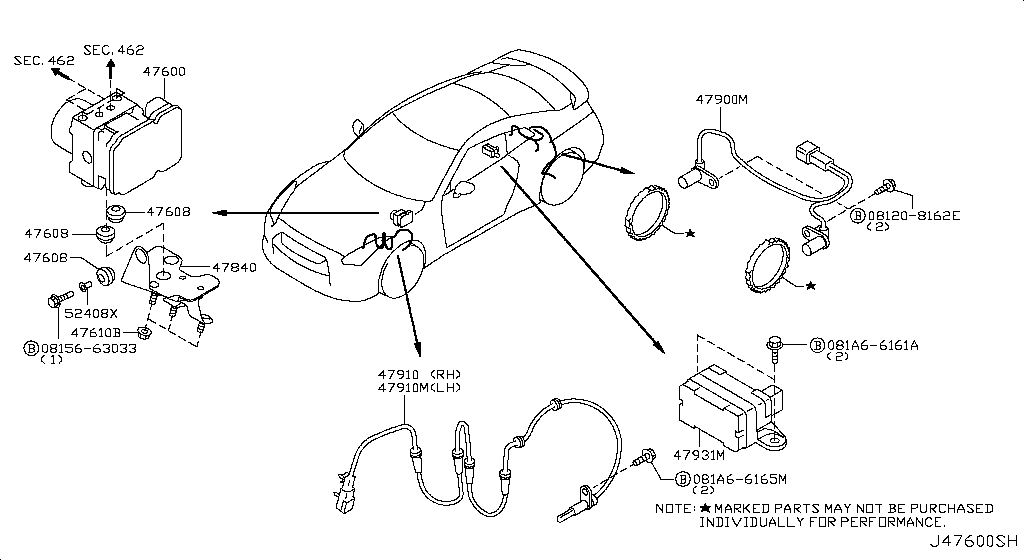 SEC. 462
SEC. 462
47600
47608
47608
47608
47840
52408X
47610B
B 08156-63033
(1)
47900M
B 08120-8162E
(2)
★
★
B 081A6-6161A
(2)
47910 (RH)
47910M(LH)
47931M
B 081A6-6165M
(2)
NOTE: ★ MARKED PARTS MAY NOT BE PURCHASED
INDIVIDUALLY FOR PERFORMANCE.
J47600SH